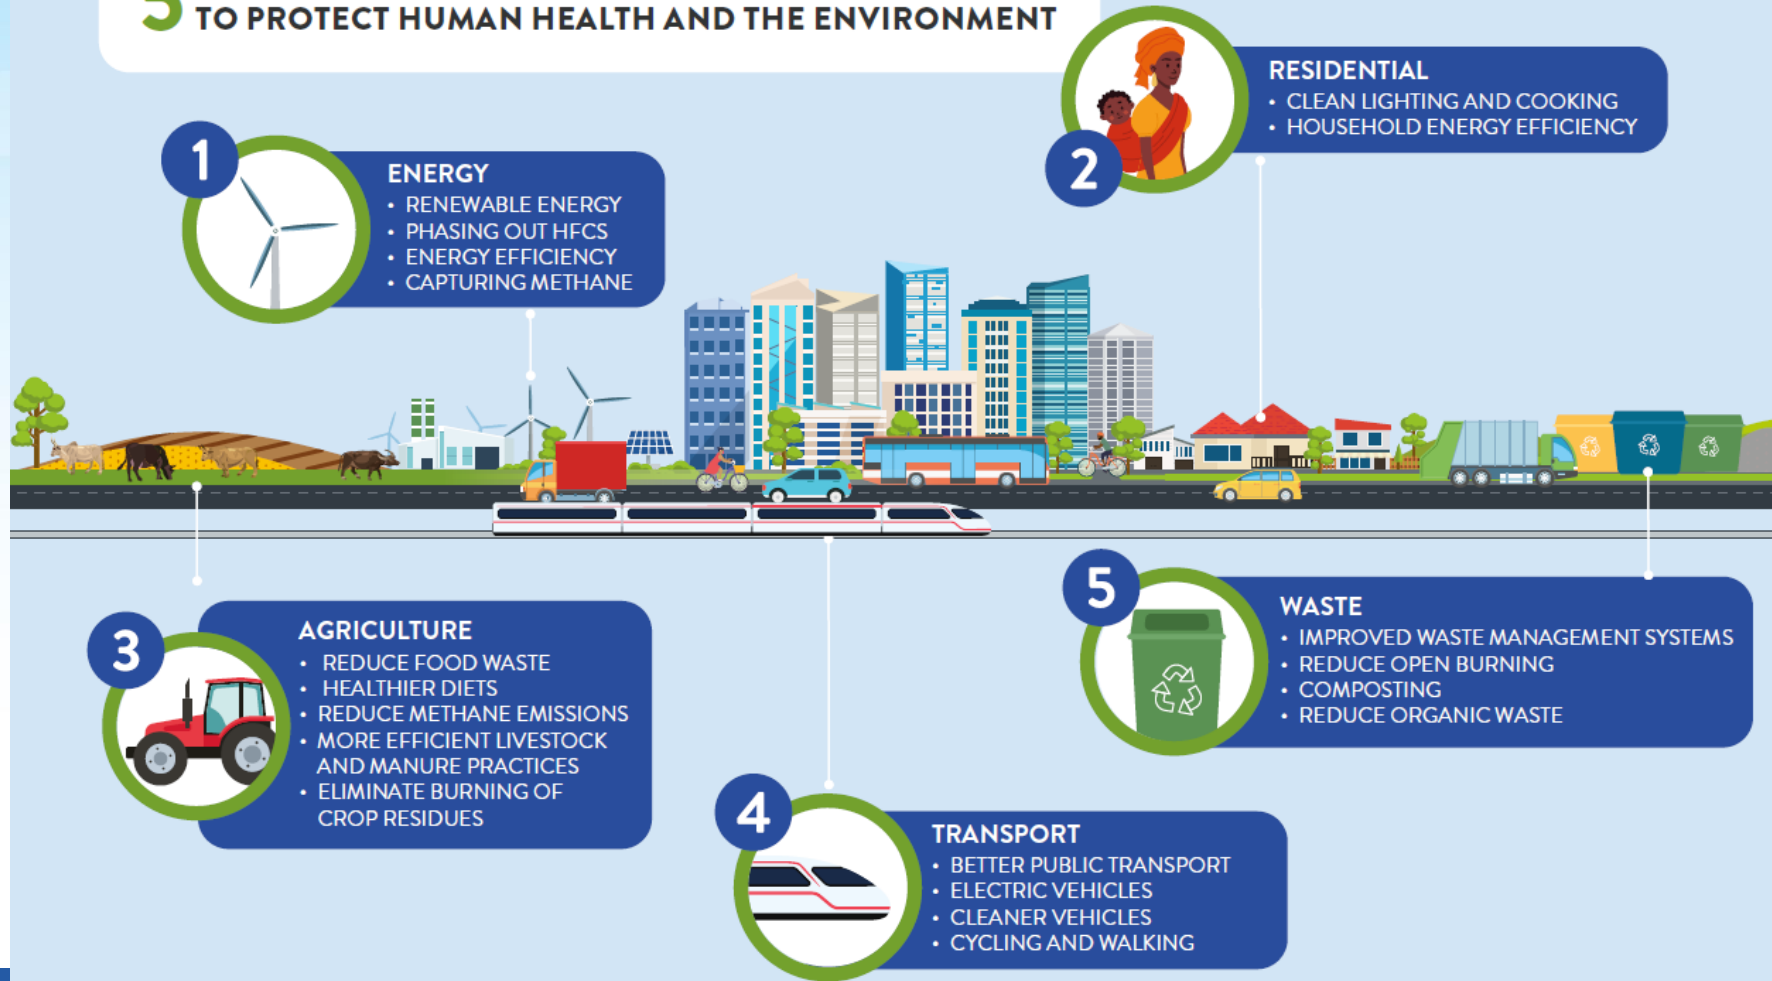 5 TO PROTECT HUMAN HEALTH AND THE ENVIRONMENT
1
ENERGY
• RENEWABLE ENERGY
• PHASING OUT HFCS
• ENERGY EFFICIENCY
• CAPTURING METHANE
2
RESIDENTIAL
• CLEAN LIGHTING AND COOKING
• HOUSEHOLD ENERGY EFFICIENCY
3
AGRICULTURE
• REDUCE FOOD WASTE
• HEALTHIER DIETS
• REDUCE METHANE EMISSIONS
• MORE EFFICIENT LIVESTOCK
AND MANURE PRACTICES
• ELIMINATE BURNING OF
CROP RESIDUES
4
TRANSPORT
• BETTER PUBLIC TRANSPORT
• ELECTRIC VEHICLES
• CLEANER VEHICLES
• CYCLING AND WALKING
5
WASTE
• IMPROVED WASTE MANAGEMENT SYSTEMS
• REDUCE OPEN BURNING
• COMPOSTING
• REDUCE ORGANIC WASTE